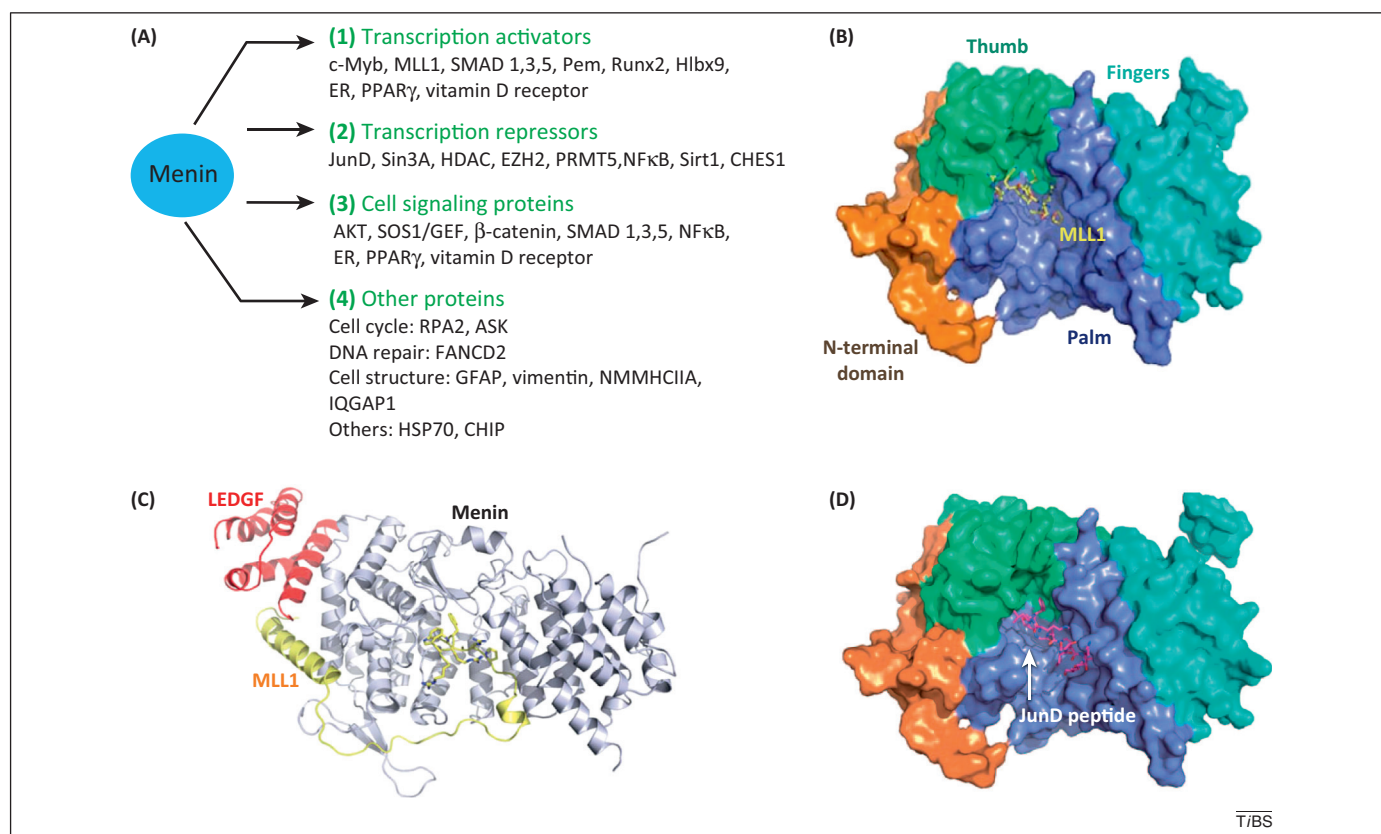 (A)
Menin
(1) Transcription activators
c-Myb, MLL1, SMAD 1,3,5, Pem, Runx2, Hlbx9,
ER, PPARγ, vitamin D receptor
(2) Transcription repressors
JunD, Sin3A, HDAC, EZH2, PRMT5,NFκB, Sirt1, CHES1
(3) Cell signaling proteins
AKT, SOS1/GEF, β-catenin, SMAD 1,3,5, NFκB,
ER, PPARγ, vitamin D receptor
(4) Other proteins
Cell cycle: RPA2, ASK
DNA repair: FANCD2
Cell structure: GFAP, vimentin, NMMHCIIA,
IQGAP1
Others: HSP70, CHIP
(B)
Thumb
Fingers
MLL1
Palm
N-terminal
domain
(C)
LEDGF
Menin
MLL1
(D)
JunD peptide
TiBS